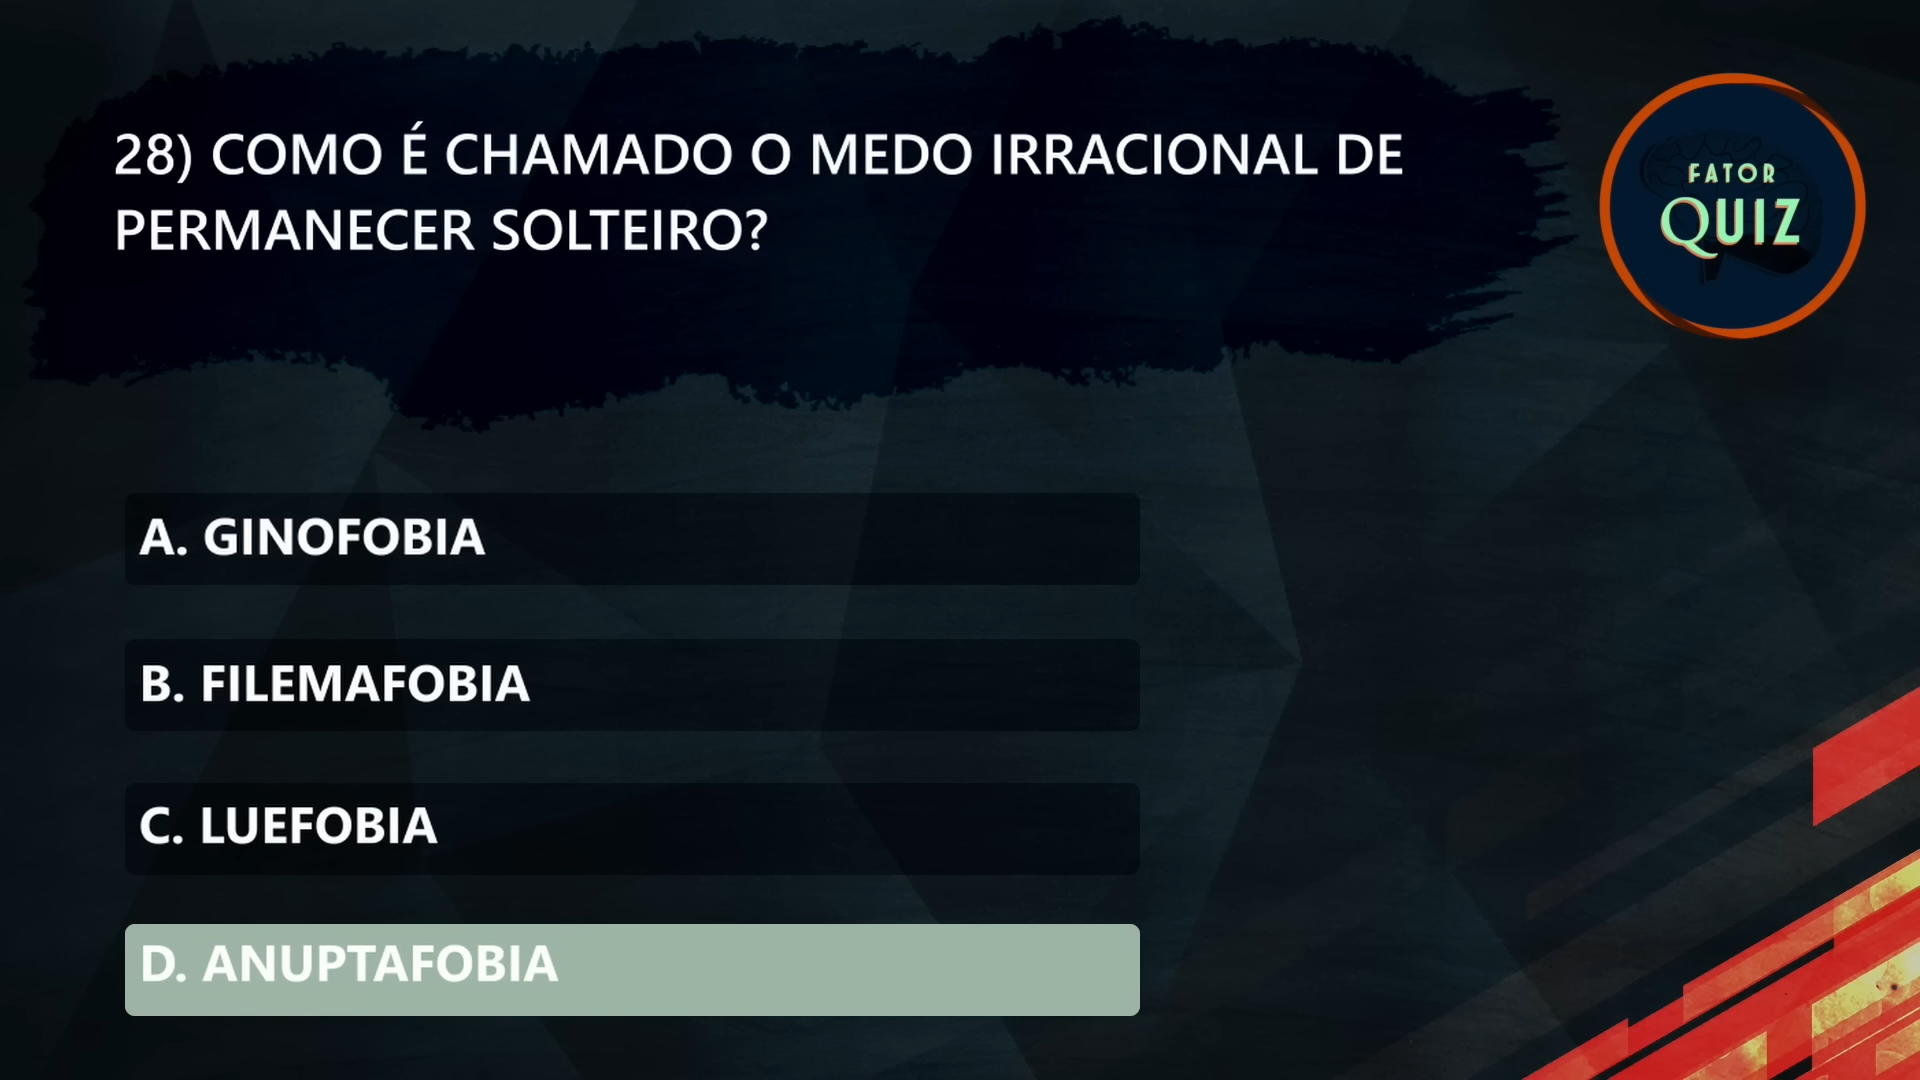 28) COMO É CHAMADO O MEDO IRRACIONAL DE
PERMANECER SOLTEIRO?
FATOR
QUIZ
A. GINOFOBIA
B. FILEMAFOBIA
C. LUEFOBIA
D. ANUPTAFOBIA